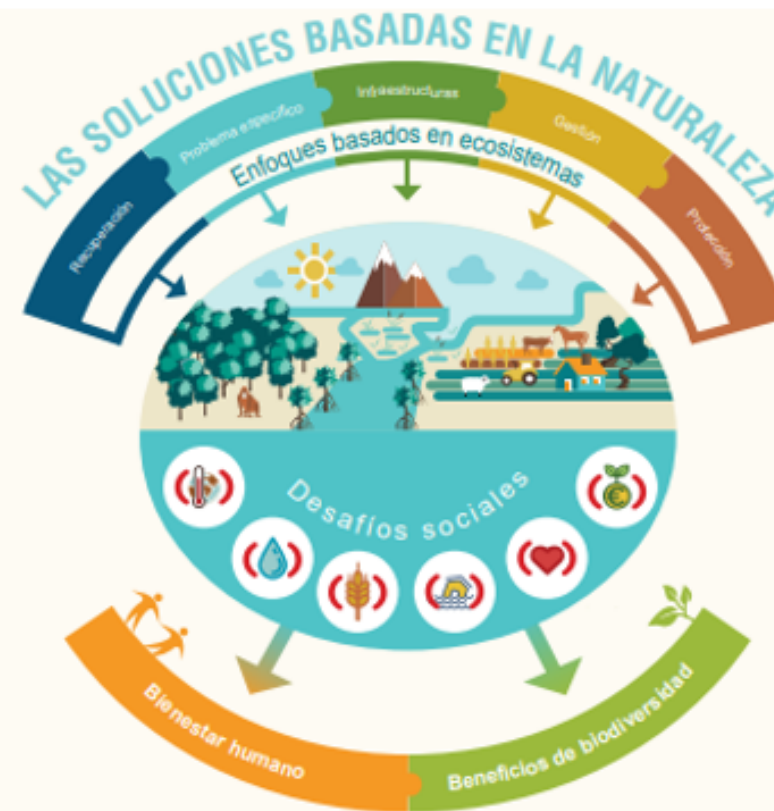 LAS SOLUCIONES BASADAS EN LA NATURALEZA
Recuperación
Problema específico
Infraestructuras
Gestión
Protección
Enfoques basados en ecosistemas
Desafíos sociales
Bienestar humano
Beneficios de biodiversidad